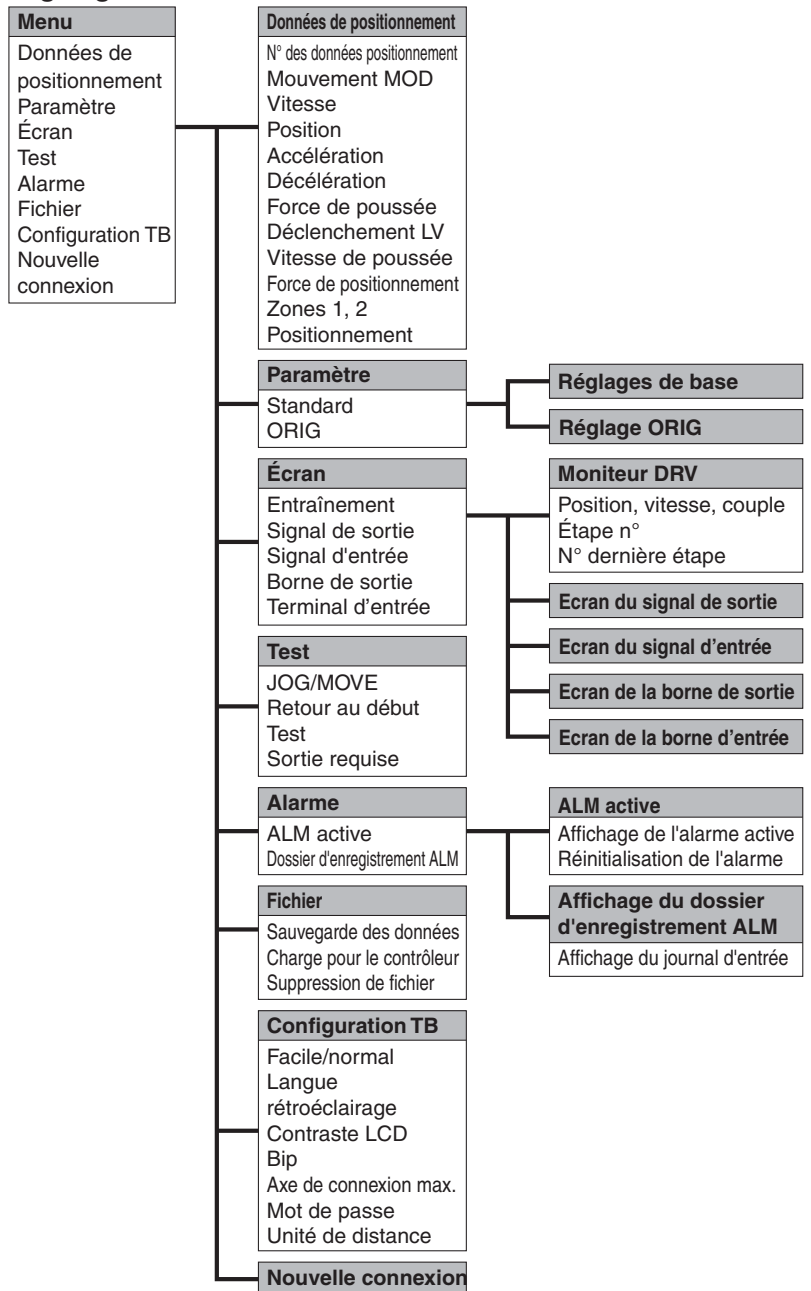 Menu
Données de
positionnement
Paramètre
Écran
Test
Alarme
Fichier
Configuration TB
Nouvelle
connexion
Données de positionnement
N° des données positionnement
Mouvement MOD
Vitesse
Position
Accélération
Décélération
Force de poussée
Déclenchement LV
Vitesse de poussée
Force de positionnement
Zones 1, 2
Positionnement
Paramètre
Standard
ORIG
Réglages de base
Réglage ORIG
Écran
Entraînement
Signal de sortie
Signal d'entrée
Borne de sortie
Terminal d’entrée
Moniteur DRV
Position, vitesse, couple
Étape n°
N° dernière étape
Ecran du signal de sortie
Ecran du signal d’entrée
Ecran de la borne de sortie
Ecran de la borne d’entrée
Test
JOG/MOVE
Retour au début
Test
Sortie requise
Alarme
ALM active
Dossier d'enregistrement ALM
ALM active
Affichage de l'alarme active
Réinitialisation de l'alarme
Affichage du dossier
d'enregistrement ALM
Affichage du journal d'entrée
Fichier
Sauvegarde des données
Charge pour le contrôleur
Suppression de fichier
Configuration TB
Facile/normal
Langue
rétroéclairage
Contraste LCD
Bip
Axe de connexion max.
Mot de passe
Unité de distance
Nouvelle connexion